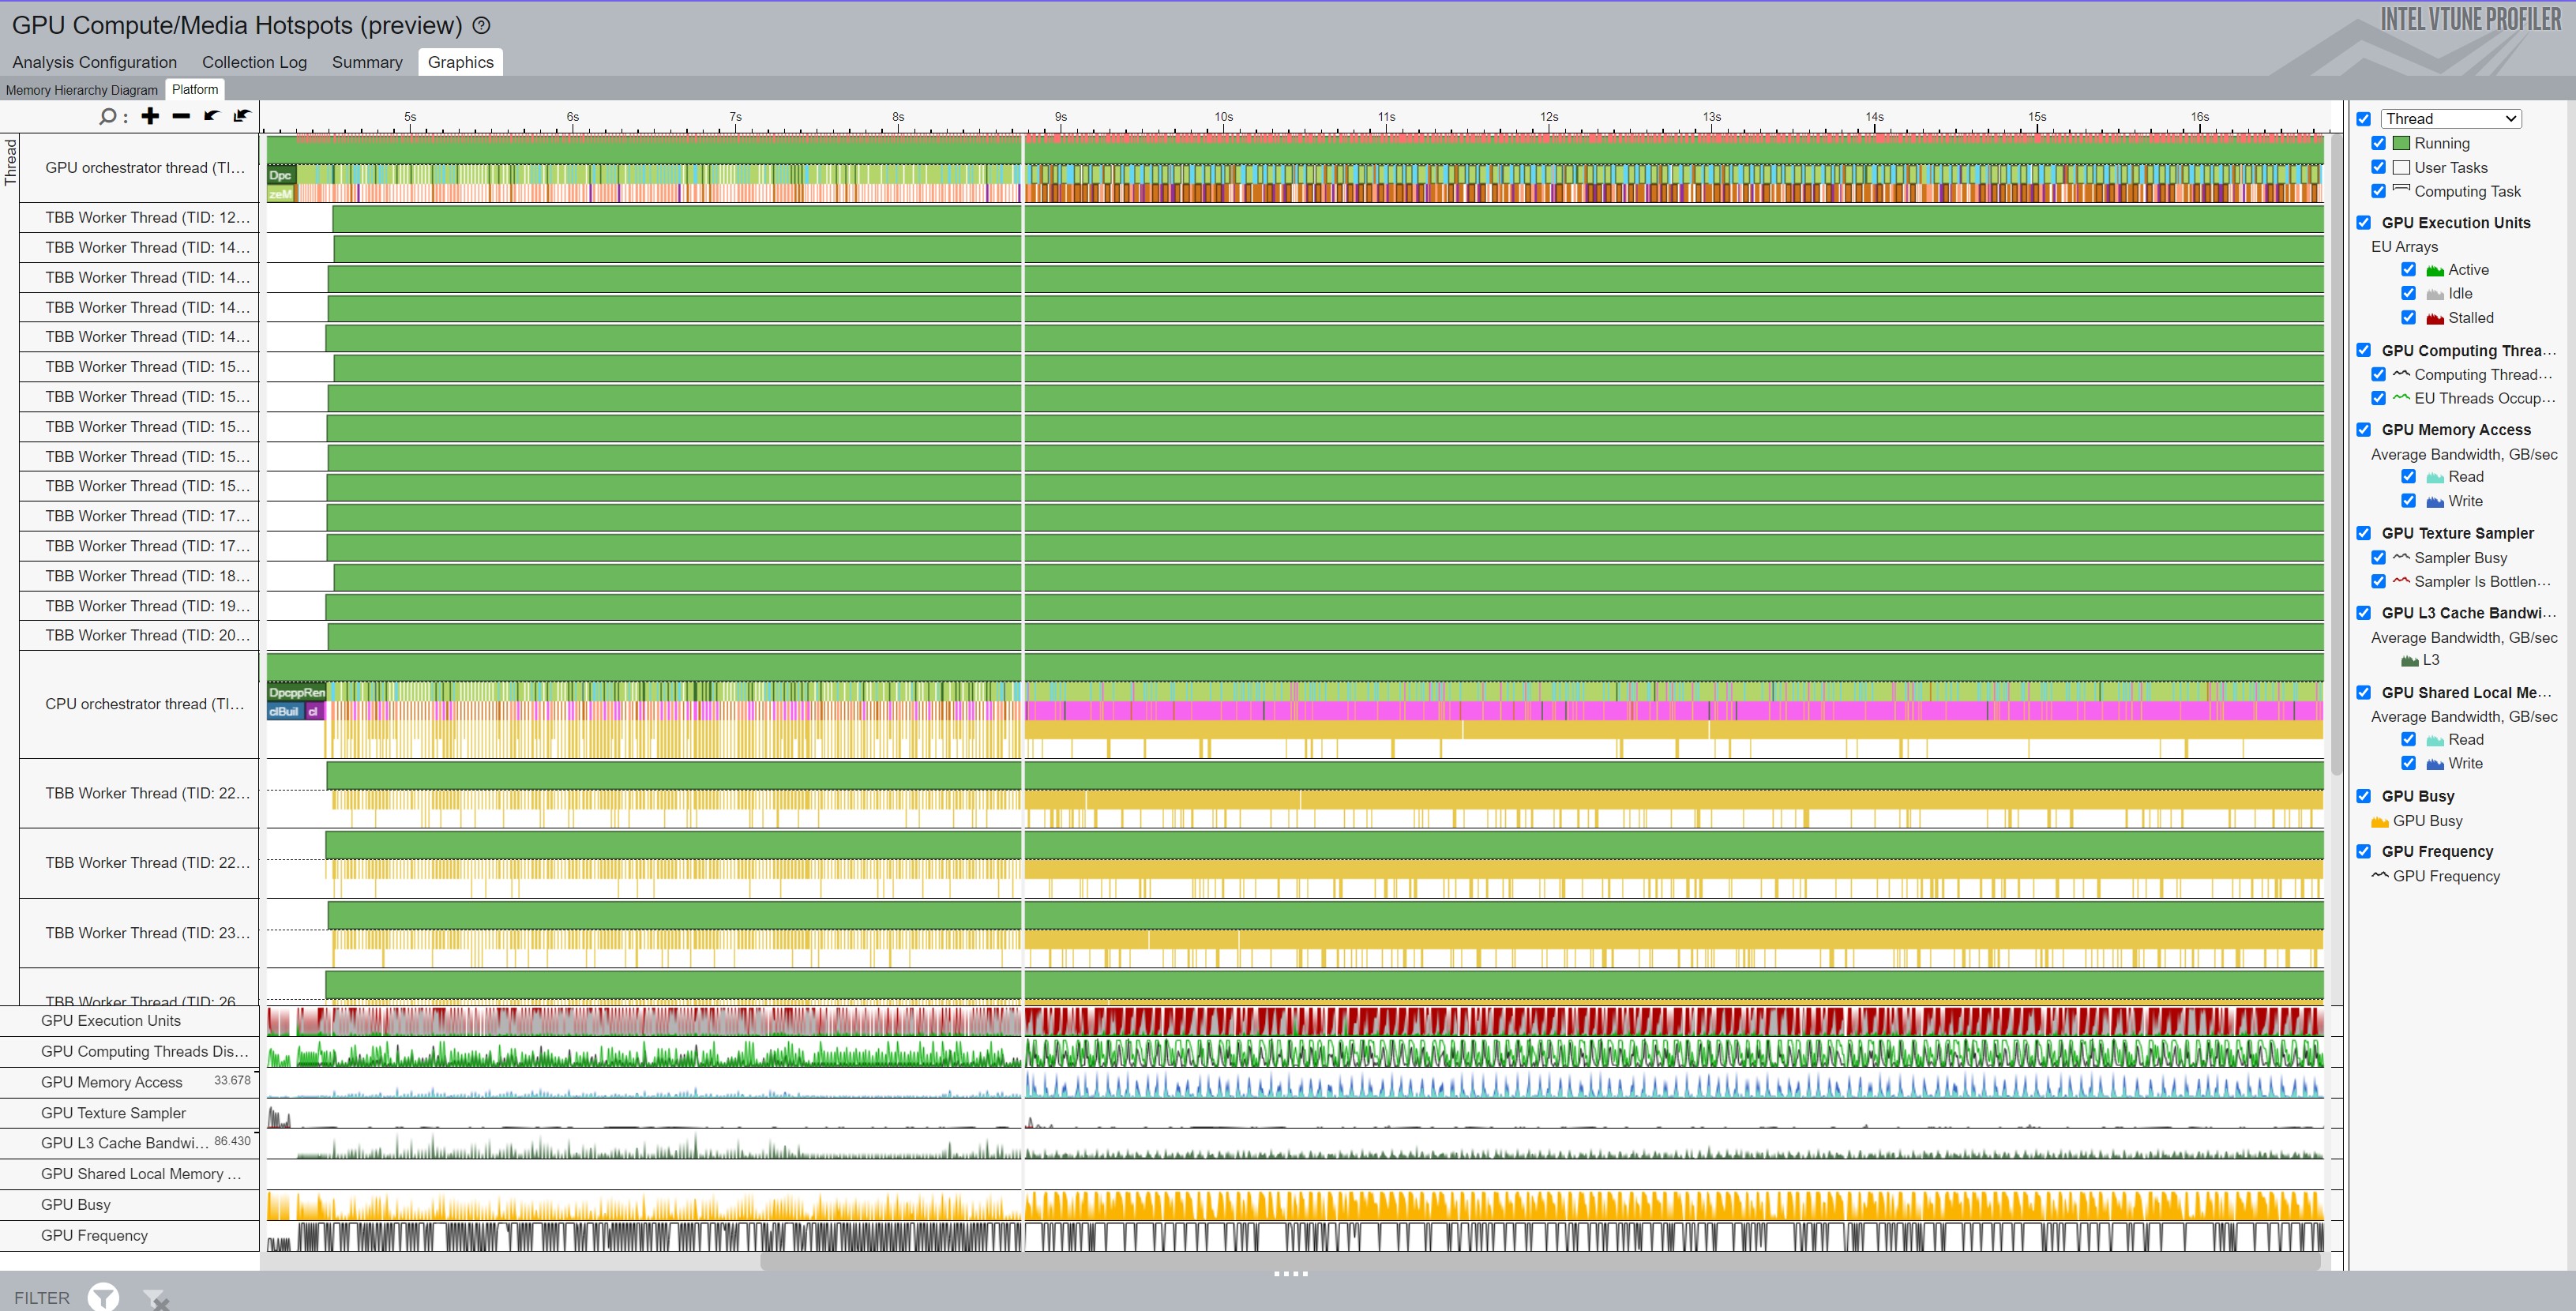 GPU Compute/Media Hotspots (preview)
INTEL VTUNE PROFILER
Analysis Configuration Collection Log Summary Graphics
Memory Hierarchy Diagram Platform
5s 6s 7s 8s 9s 10s 11s 12s 13s 14s 15s 16s
Thread
GPU orchestrator thread (TI...
Dpc
zeM
TBB Worker Thread (TID: 12...
TBB Worker Thread (TID: 14...
TBB Worker Thread (TID: 14...
TBB Worker Thread (TID: 14...
TBB Worker Thread (TID: 14...
TBB Worker Thread (TID: 15...
TBB Worker Thread (TID: 15...
TBB Worker Thread (TID: 15...
TBB Worker Thread (TID: 15...
TBB Worker Thread (TID: 15...
TBB Worker Thread (TID: 17...
TBB Worker Thread (TID: 17...
TBB Worker Thread (TID: 18...
TBB Worker Thread (TID: 19...
TBB Worker Thread (TID: 20...
CPU orchestrator thread (TI...
DpcppRen
clBuil cl
TBB Worker Thread (TID: 22...
TBB Worker Thread (TID: 22...
TBB Worker Thread (TID: 23...
TBB Worker Thread (TID: 26
GPU Execution Units
GPU Computing Threads Dis...
GPU Memory Access 33.678
GPU Texture Sampler
GPU L3 Cache Bandwi... 86.430
GPU Shared Local Memory ...
GPU Busy
GPU Frequency
FILTER
Thread
Running
User Tasks
Computing Task
GPU Execution Units
EU Arrays
Active
Idle
Stalled
GPU Computing Threa...
Computing Thread...
EU Threads Occup...
GPU Memory Access
Average Bandwidth, GB/sec
Read
Write
GPU Texture Sampler
Sampler Busy
Sampler Is Bottlen...
GPU L3 Cache Bandwi...
Average Bandwidth, GB/sec
L3
GPU Shared Local Me...
Average Bandwidth, GB/sec
Read
Write
GPU Busy
GPU Busy
GPU Frequency
GPU Frequency